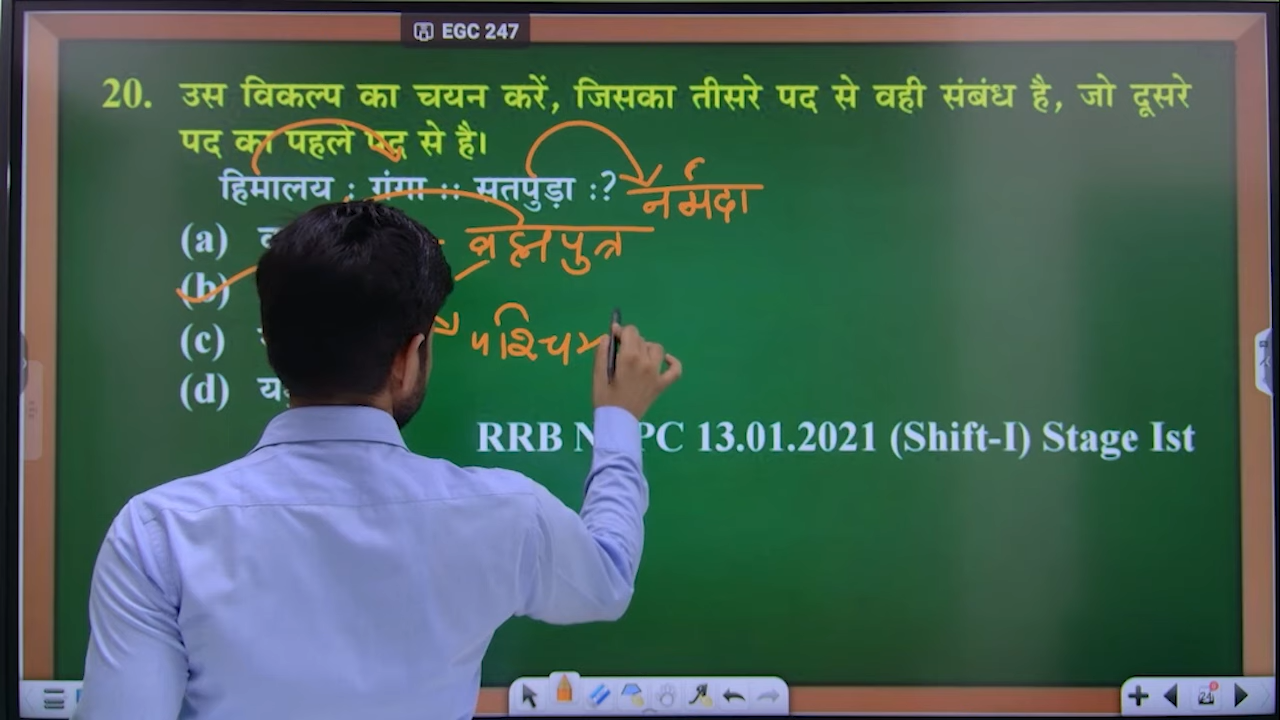 EGC 247
20. उस विकल्प का चयन करें, जिसका तीसरे पद से वही संबंध है, जो दूसरे
पद का पहले पद से है।
हिमालय : गंगा :: सतपुड़ा :? नर्मदा
(a) ब्रह्मपुत्र
(b)
(c) पश्चिम
(d)
RRB 13.01.2021 (Shift-I) Stage Ist
24